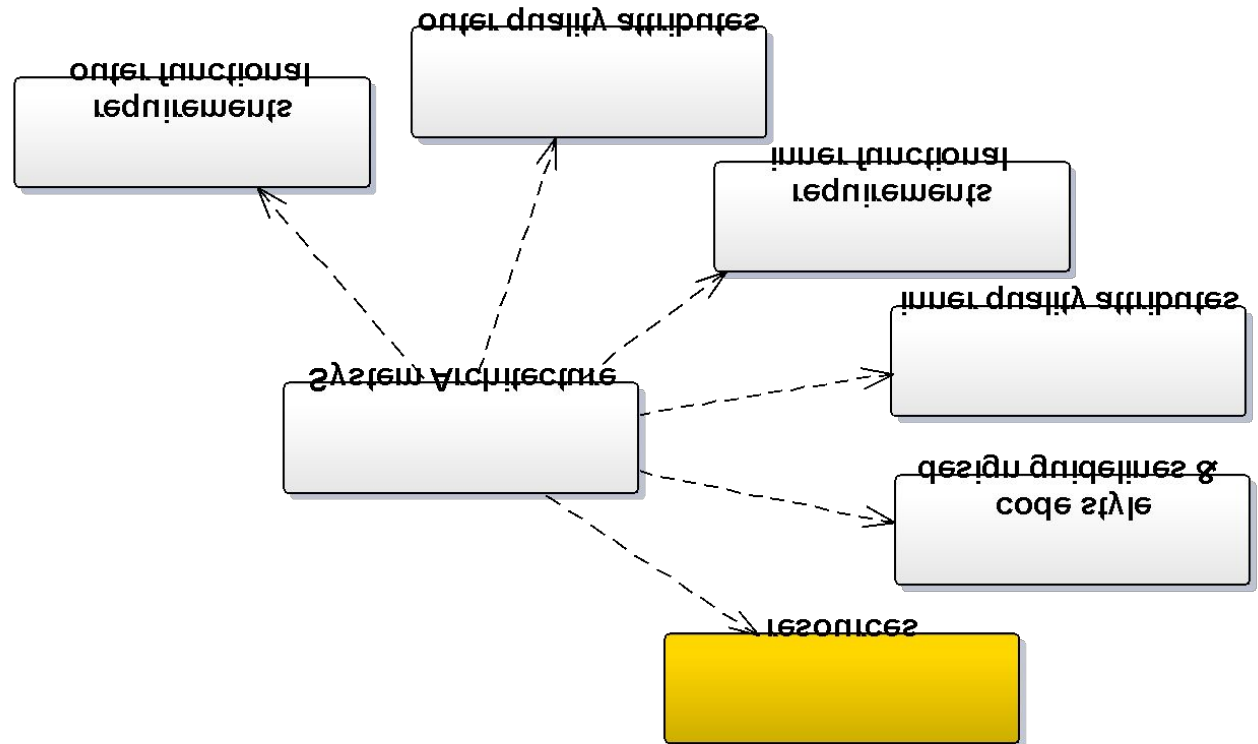 outer quality attributes
outer functional
requirements
inner functional
requirements
inner quality attributes
System Architecture
design guidelines &
code style
resources